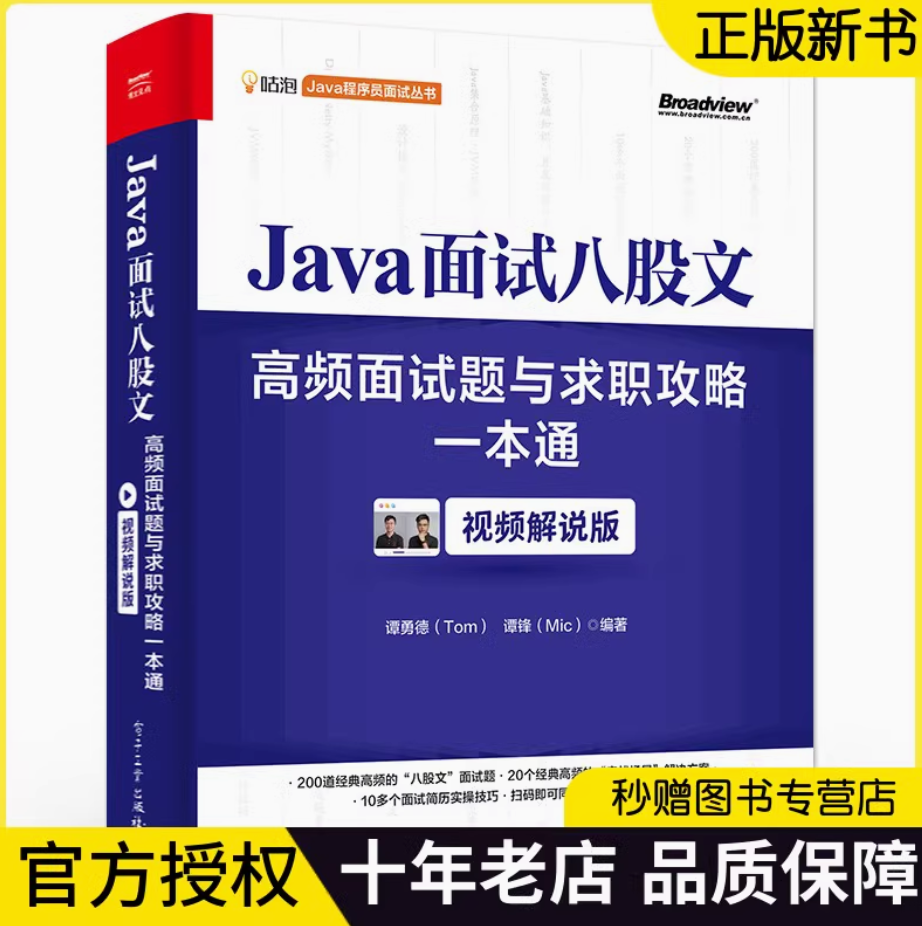 正版新书
咕泡 Java程序员面试丛书
Broadview®
www.broadview.com.cn
Java面试八股文
高频面试题与求职攻略
一本通
视频解说版
谭勇德（Tom） 谭锋（Mic）◎编著
·200道经典高频的“八股文”面试题·20个经典高频的
·10多个面试简历实操技巧·扫码即可
Broadview
Java面试八股文
高频面试题与求职攻略一本通
视频解说版
秒赠图书专营店
官方授权 十年老店 品质保障